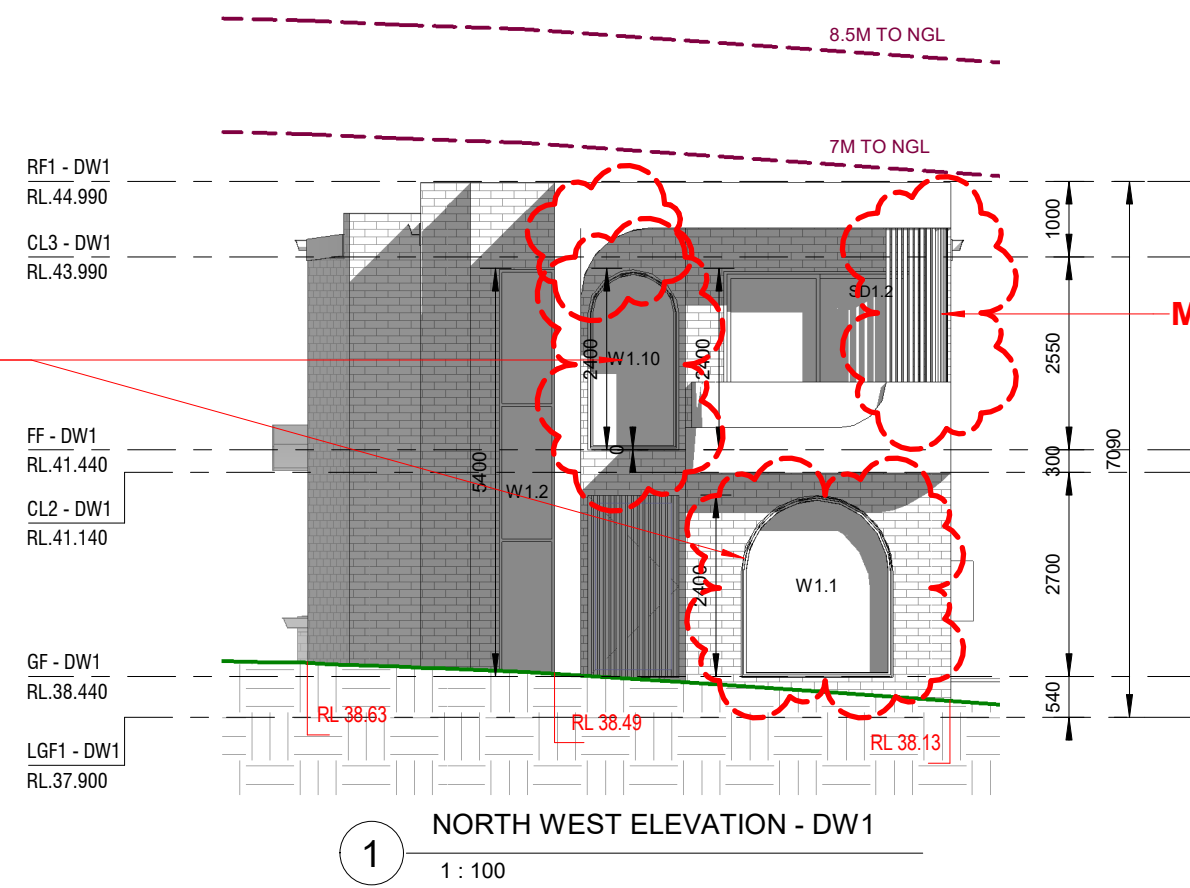 8.5M TO NGL
7M TO NGL
RF1 - DW1
RL.44.990
CL3 - DW1
RL.43.990
FF - DW1
RL.41.440
CL2 - DW1
RL.41.140
GF - DW1
RL.38.440
LGF1 - DW1
RL.37.900
5400
W1.2
2400
W1.10
0
2400
SD1.2
M
2400
W1.1
1000
2550
300
2700
540
7090
RL 38.63
RL 38.49
RL 38.13
1
NORTH WEST ELEVATION - DW1
1 : 100